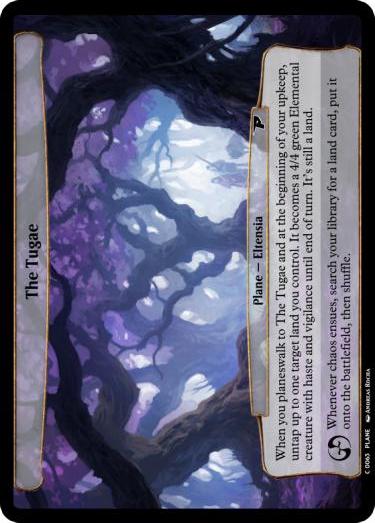 The Tugae
Plane — Eltensia
When you planeswalk to The Tugae and at the beginning of your upkeep,
untap up to one target land you control. It becomes a 4/4 green Elemental
creature with haste and vigilance until end of turn. It's still a land.
Whenever chaos ensues, search your library for a land card, put it
onto the battlefield, then shuffle.
C 0065 PLANE Andreas Rocha